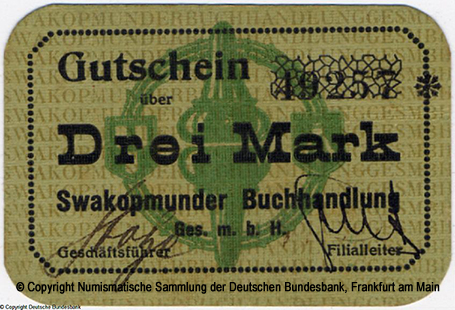 SWAKOPMUNDERBUCHHANDLUNGGESM
Gutschein 49257 *
über
Drei Mark
Swakopmunder Buchhandlung
Ges. m. b. H.
Geschäftsführer Filialleiter
© Copyright Numismatische Sammlung der Deutschen Bundesbank, Frankfurt am Main
© Copyright Deutsche Bundesbank